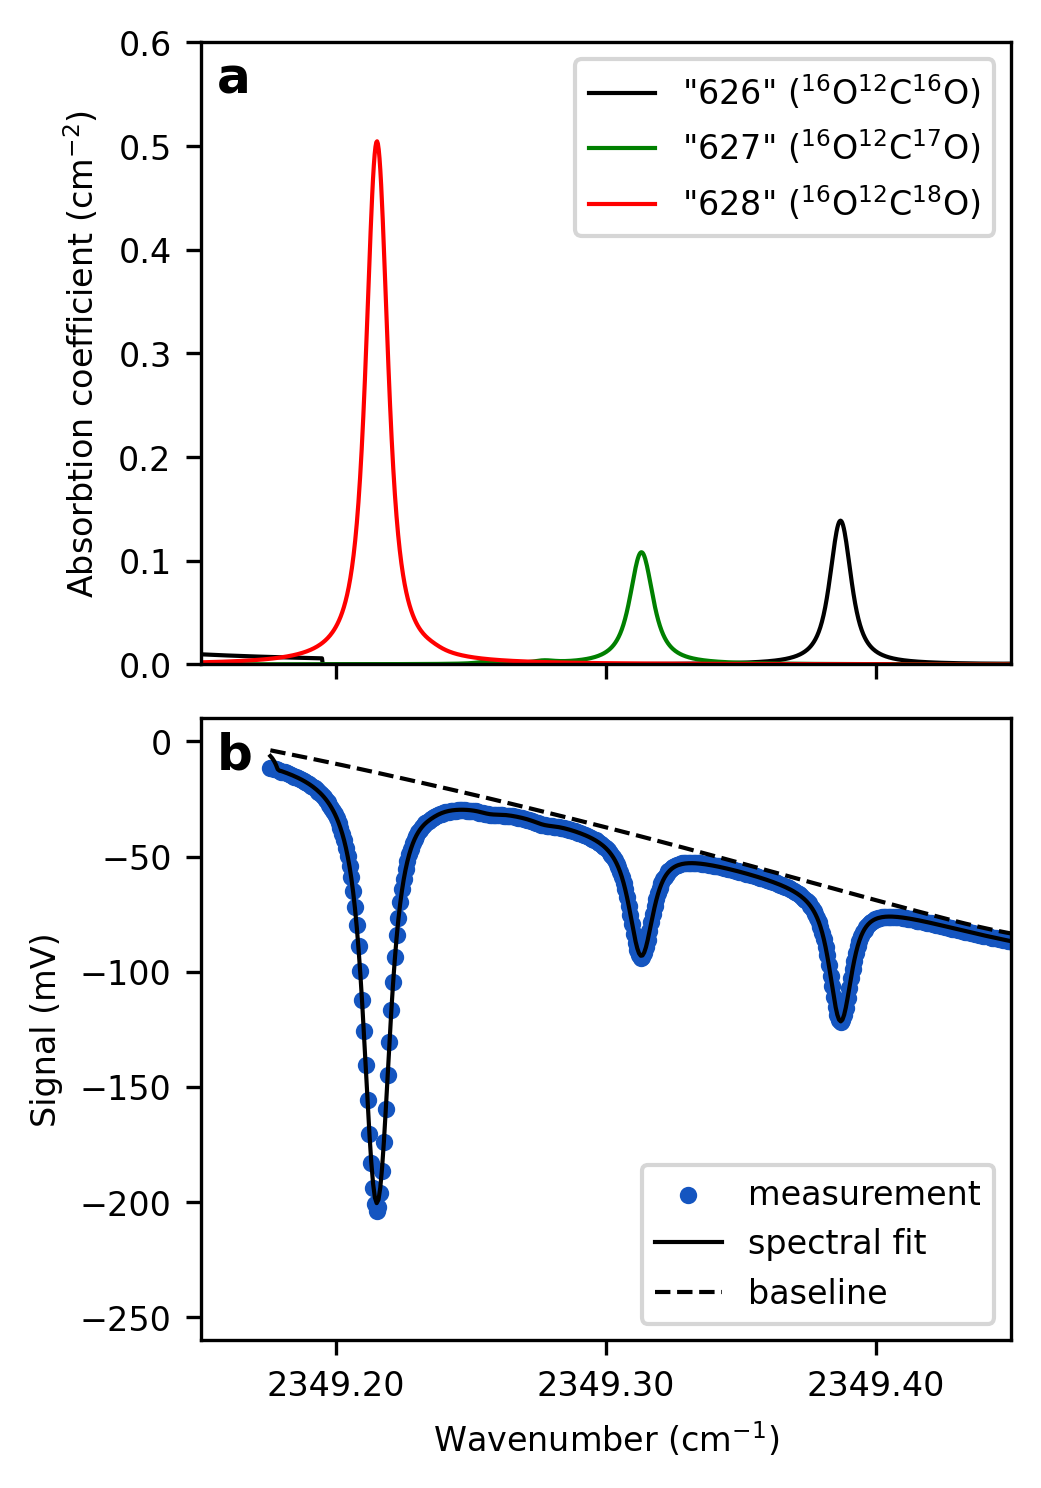 a
0.6
0.5
0.4
0.3
0.2
0.1
0.0
Absorbtion coefficient (cm⁻²)
"626" (¹⁶O¹²C¹⁶O)
"627" (¹⁶O¹²C¹⁷O)
"628" (¹⁶O¹²C¹⁸O)
b
0
−50
−100
−150
−200
−250
Signal (mV)
measurement
spectral fit
baseline
2349.20 2349.30 2349.40
Wavenumber (cm⁻¹)